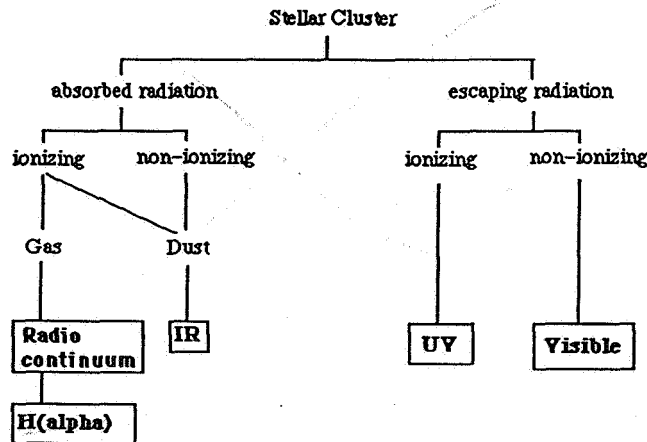 Stellar Cluster
absorbed radiation
escaping radiation
ionizing
non-ionizing
ionizing
non-ionizing
Gas
Dust
Radio
continuum
IR
UV
Visible
H(alpha)